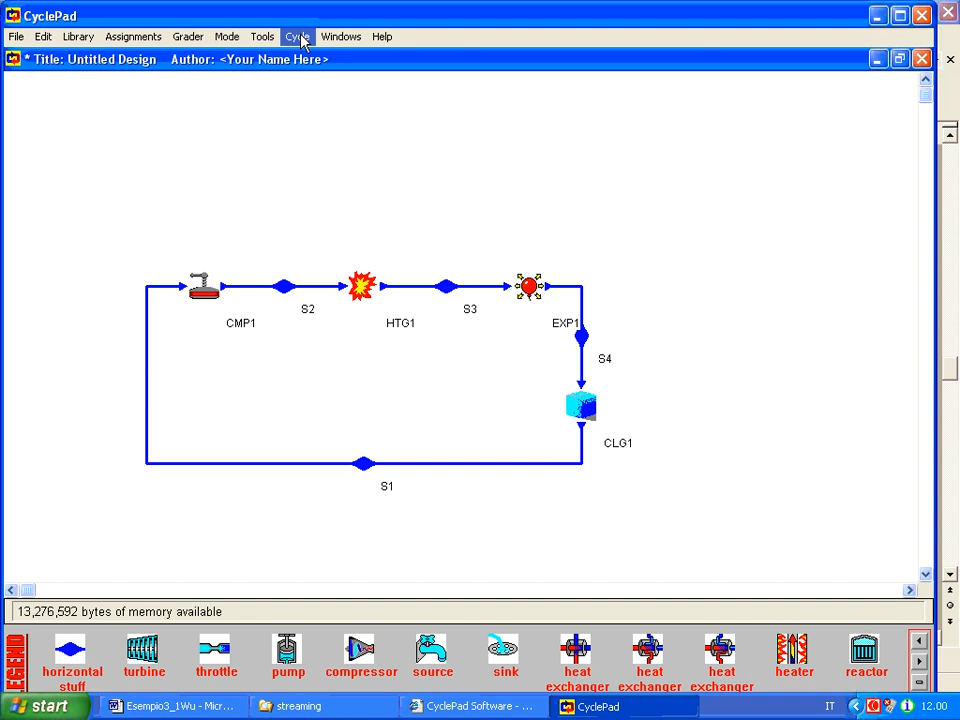 CyclePad
File Edit Library Assignments Grader Mode Tools Cycle Windows Help
* Title: Untitled Design Author: <Your Name Here>
S2
S3
CMP1
HTG1
EXP1
S4
CLG1
S1
13,276,592 bytes of memory available
LEGEND
horizontal stuff
turbine
throttle
pump
compressor
source
sink
heat exchanger
heat exchanger
heat exchanger
heater
reactor
start Esempio3_1Wu - Micr... streaming CyclePad Software - ... CyclePad IT 12.00